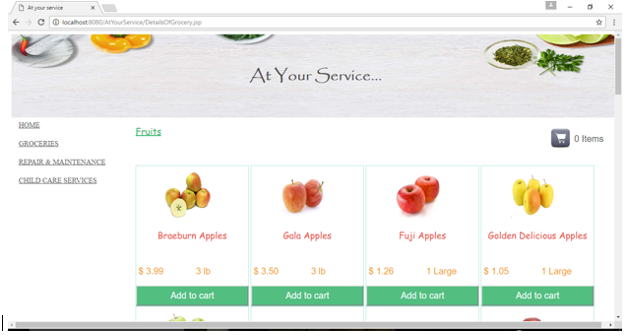 At your service
localhost:8080/AtYourService/DetailsOfGrocery.jsp
At Your Service...
HOME
GROCERIES
REPAIR & MAINTENANCE
CHILD CARE SERVICES
Fruits
0 Items
Braeburn Apples
$ 3.99 3 lb
Add to cart
Gala Apples
$ 3.50 3 lb
Add to cart
Fuji Apples
$ 1.26 1 Large
Add to cart
Golden Delicious Apples
$ 1.05 1 Large
Add to cart